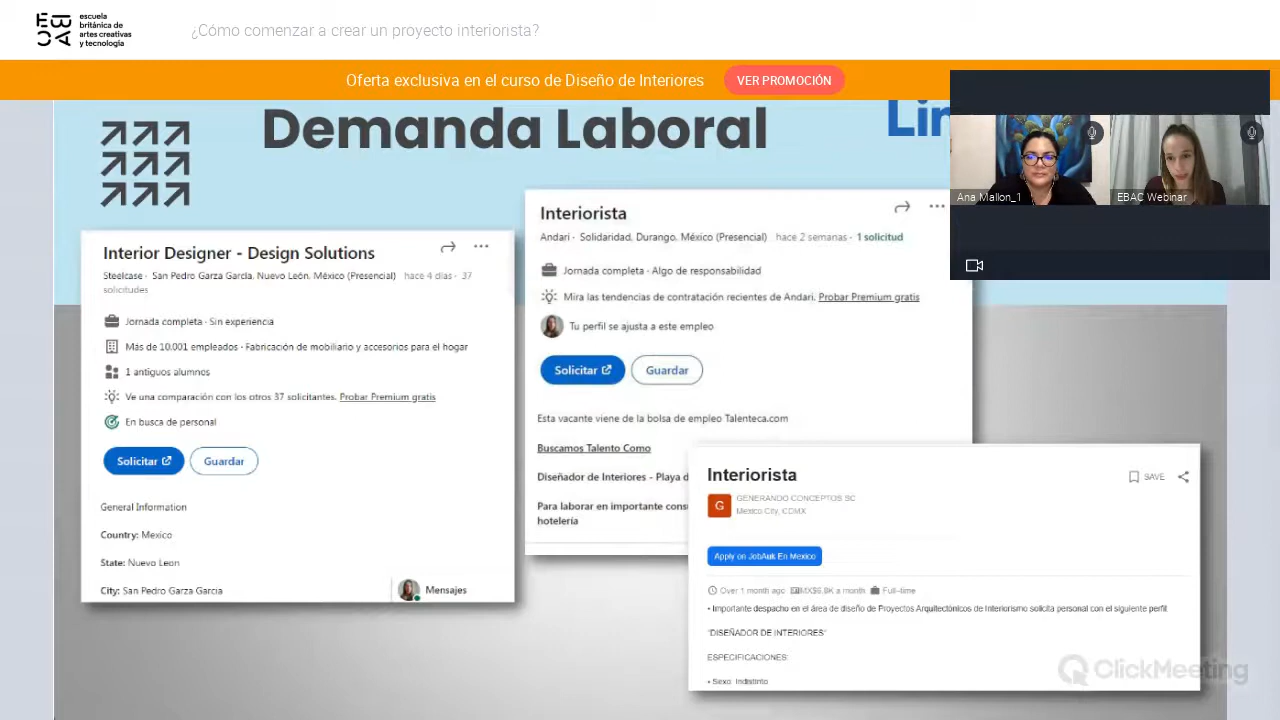 escuela
británica de
artes creativas
y tecnología
EBAC
¿Cómo comenzar a crear un proyecto interiorista?
Oferta exclusiva en el curso de Diseño de Interiores
VER PROMOCIÓN
Demanda Laboral
Lin
Ana Mallon_1
EBAC Webinar
Interior Designer - Design Solutions
Steelcase · San Pedro Garza García, Nuevo León, México (Presencial) hace 4 días · 37
solicitudes
Jornada completa · Sin experiencia
Más de 10.001 empleados · Fabricación de mobiliario y accesorios para el hogar
1 antiguos alumnos
Ve una comparación con los otros 37 solicitantes. Probar Premium gratis
En busca de personal
Solicitar
Guardar
General Information
Country: Mexico
State: Nuevo Leon
City: San Pedro Garza Garcia
Mensajes
Interiorista
Andari · Solidaridad, Durango, México (Presencial) hace 2 semanas · 1 solicitud
Jornada completa · Algo de responsabilidad
Mira las tendencias de contratación recientes de Andari. Probar Premium gratis
Tu perfil se ajusta a este empleo
Solicitar
Guardar
Esta vacante viene de la bolsa de empleo Talenteca.com
Buscamos Talento Como
Diseñador de Interiores - Playa d
Para laborar en importante cons
hotelería
Interiorista
SAVE
G
GENERANDO CONCEPTOS SC
Mexico City, CDMX
Apply on JobAuk En Mexico
Over 1 month ago MX$6.8K a month Full-time
• Importante despacho en el área de diseño de Proyectos Arquitectónicos de Interiorismo solicita personal con el siguiente perfil
"DISEÑADOR DE INTERIORES"
ESPECIFICACIONES:
• Sexo Indistinto
ClickMeeting